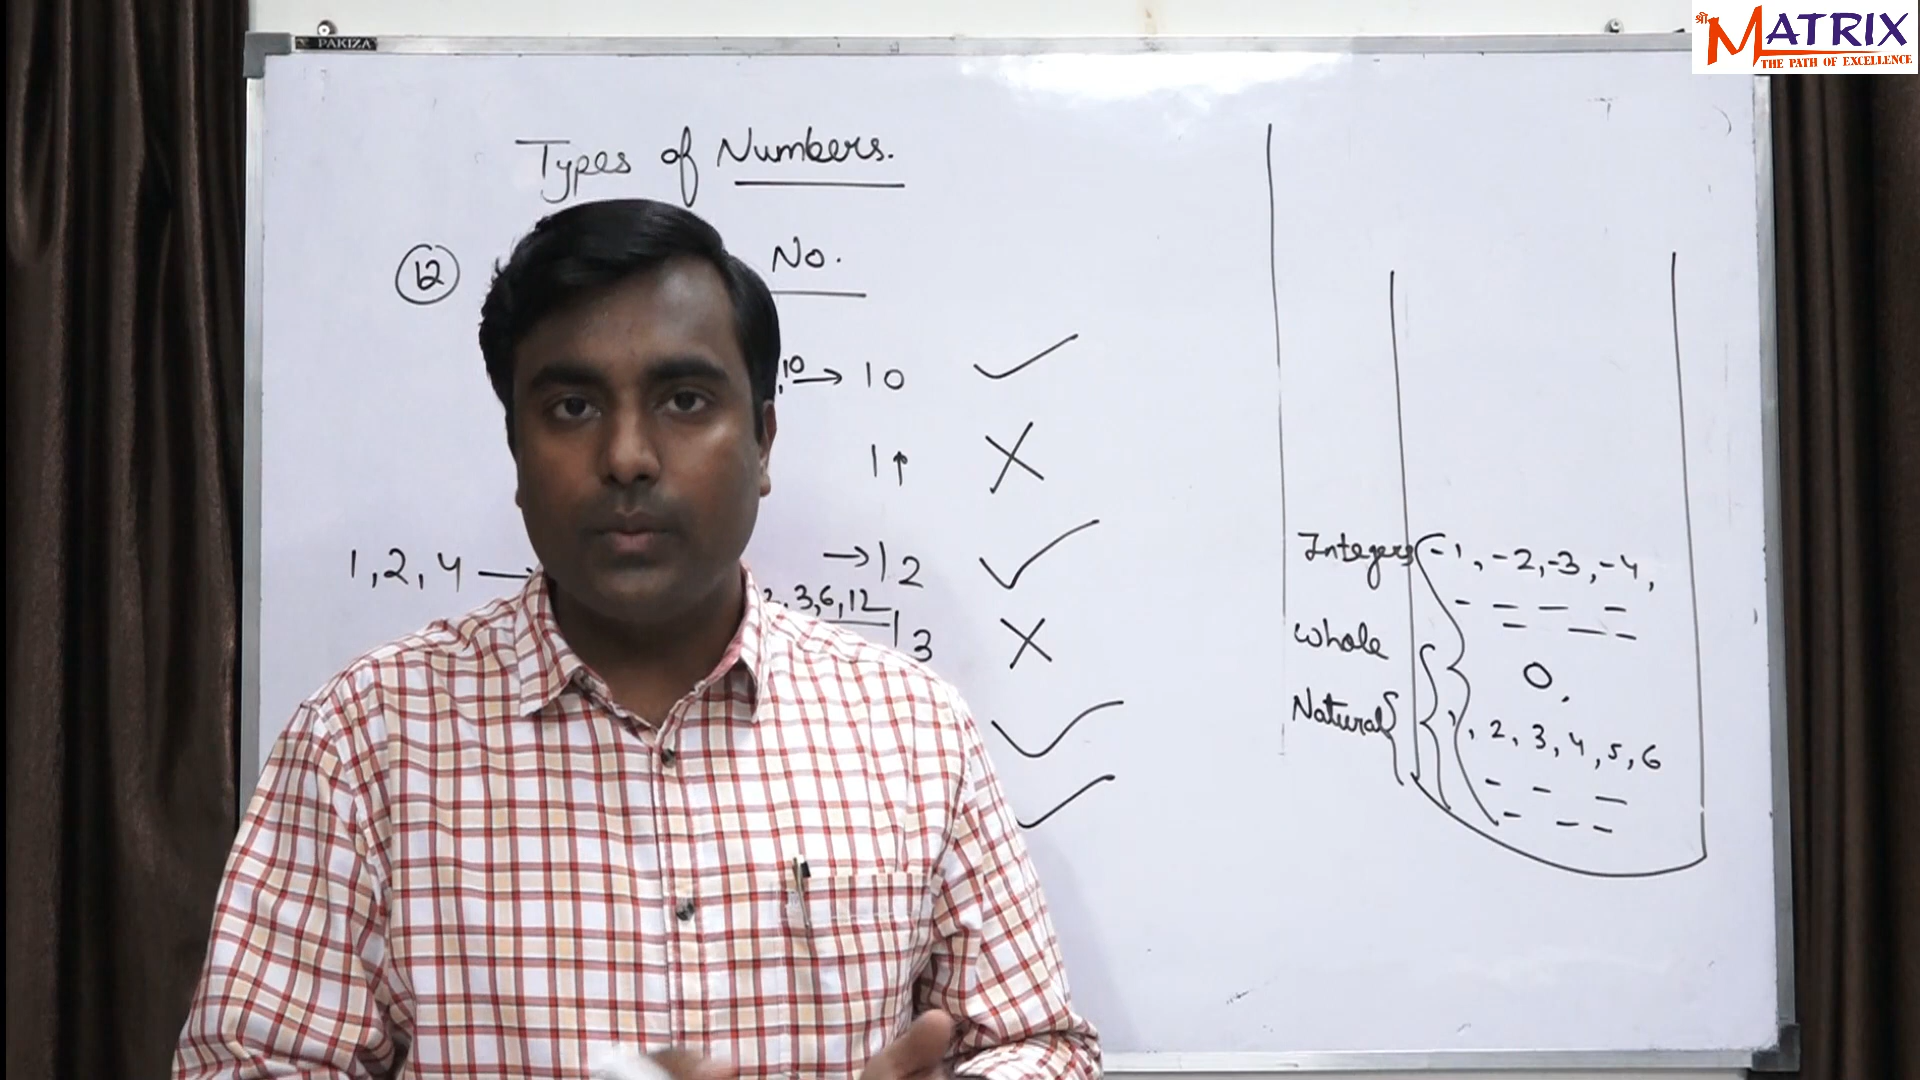 PAKIZA
श्री MATRIX
THE PATH OF EXCELLENCE
Types of Numbers.
12 No.
,10 → 10 ✓
1↑ ✗
1, 2, 4 → → 12 ✓
2, 3, 6, 12
13 ✗
✓
✓
Integers -1, -2, -3, -4,
- - - -
- - - -
Whole 0,
Natural 1, 2, 3, 4, 5, 6
- - -
- - -